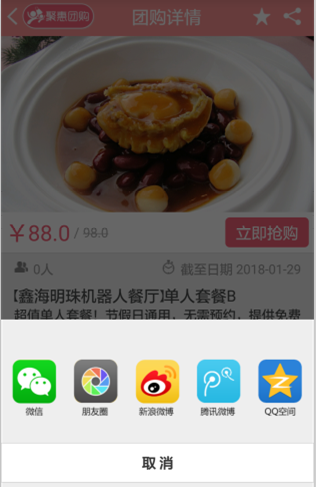 聚惠团购 团购详情
￥88.0 / 98.0 立即抢购
0人 截至日期 2018-01-29
【鑫海明珠机器人餐厅】单人套餐B
超值单人套餐！节假日通用，无需预约，提供免费
微信 朋友圈 新浪微博 腾讯微博 QQ空间
取消